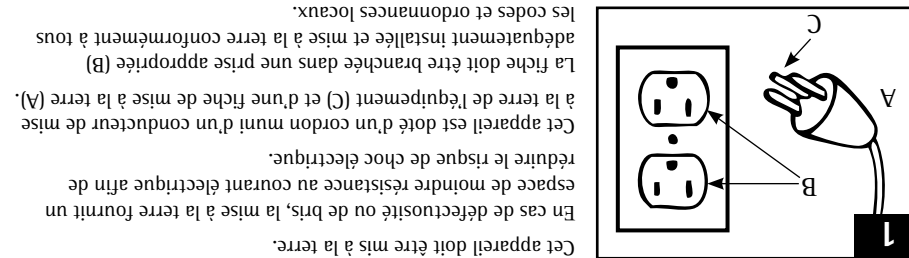 Cet appareil doit être mis à la terre.
En cas de défectuosité ou de bris, la mise à la terre fournit un
espace de moindre résistance au courant électrique afin de
réduire le risque de choc électrique.
Cet appareil est doté d'un cordon muni d'un conducteur de mise
à la terre de l'équipement (C) et d'une fiche de mise à la terre (A).
La fiche doit être branchée dans une prise appropriée (B)
adéquatement installée et mise à la terre conformément à tous
les codes et ordonnances locaux.
1
B
A
C